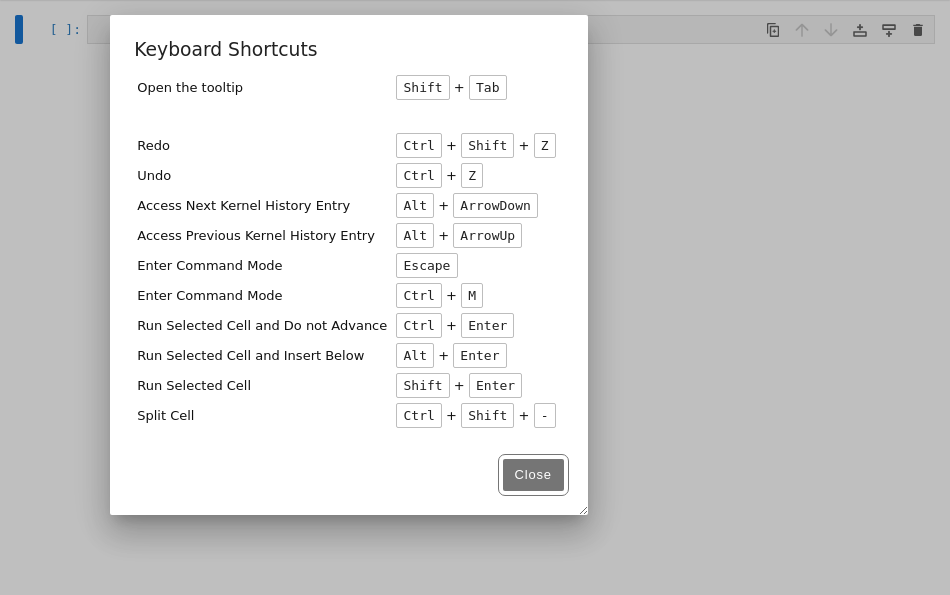 [ ]:
Keyboard Shortcuts
Open the tooltip Shift + Tab
Redo Ctrl + Shift + Z
Undo Ctrl + Z
Access Next Kernel History Entry Alt + ArrowDown
Access Previous Kernel History Entry Alt + ArrowUp
Enter Command Mode Escape
Enter Command Mode Ctrl + M
Run Selected Cell and Do not Advance Ctrl + Enter
Run Selected Cell and Insert Below Alt + Enter
Run Selected Cell Shift + Enter
Split Cell Ctrl + Shift + -
Close